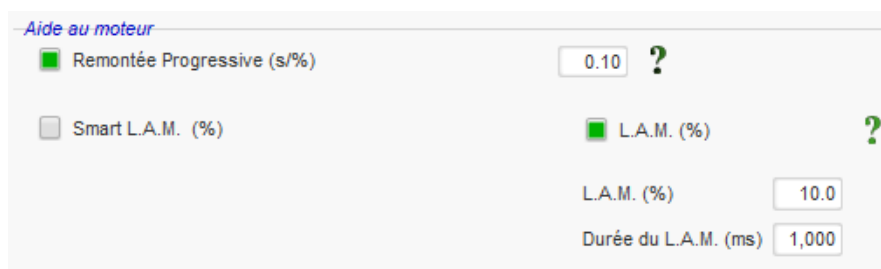 Aide au moteur
Remontée Progressive (s/%) 0.10 ?
Smart L.A.M. (%) L.A.M. (%) ?
L.A.M. (%) 10.0
Durée du L.A.M. (ms) 1,000